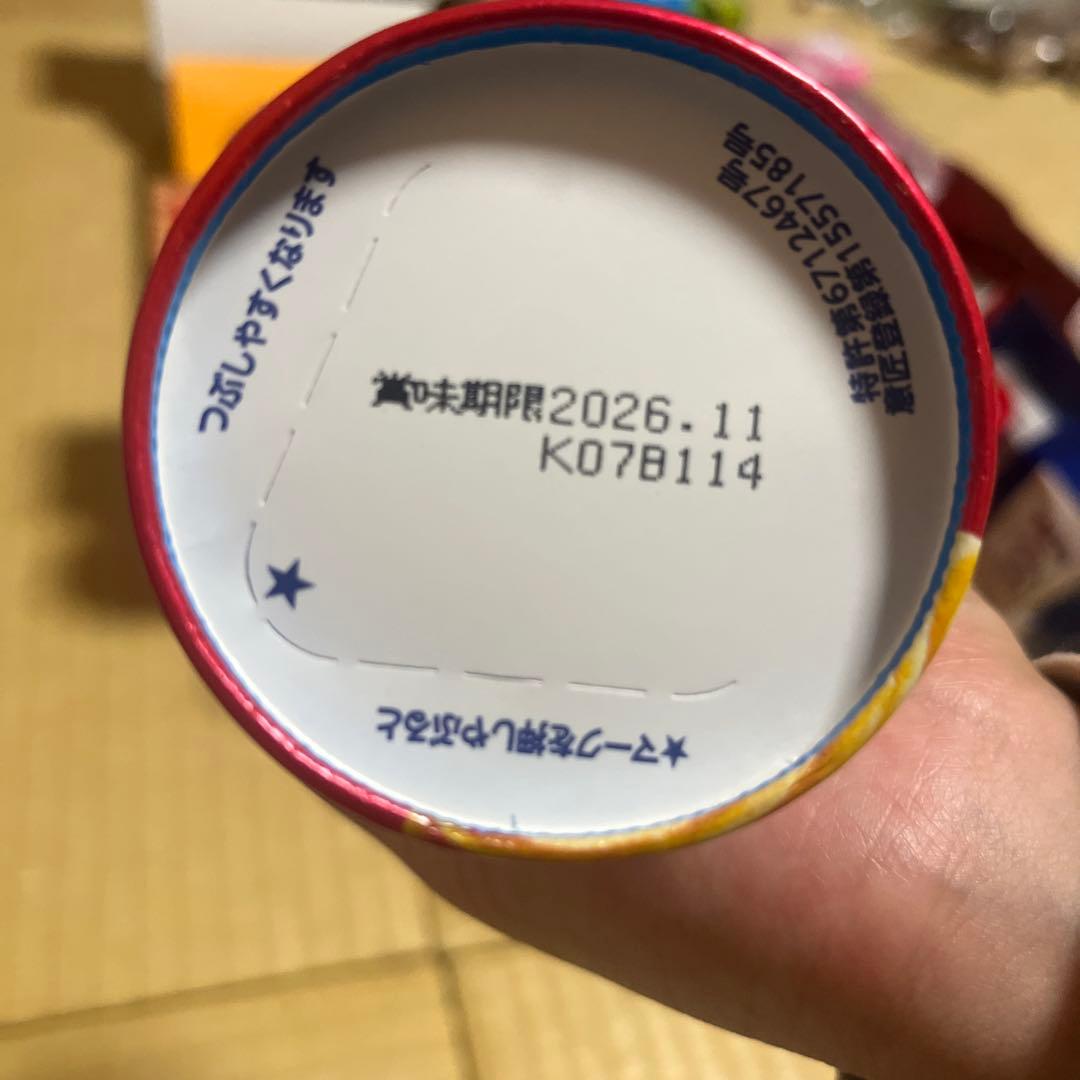 賞味期限2026.11
K07B114
★マークを押しやぶると
つぶしやすくなります
特許第6712467号
意匠登録第1557185号